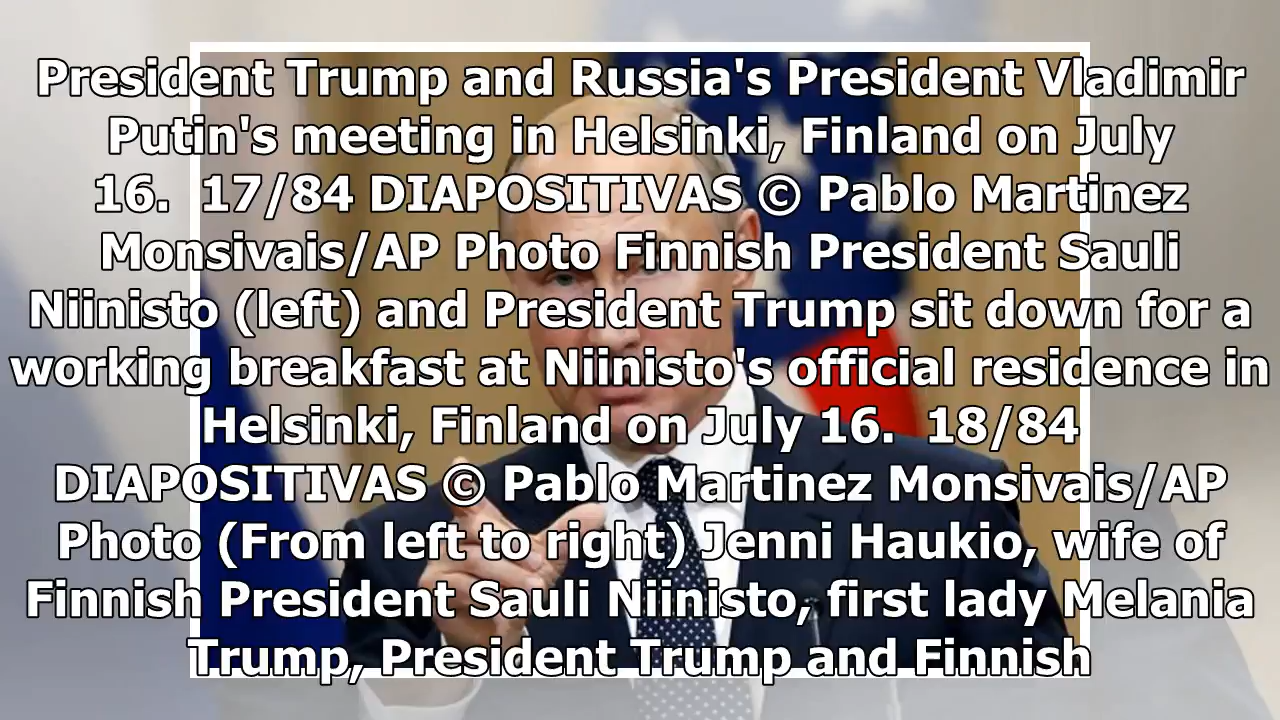 President Trump and Russia's President Vladimir
Putin's meeting in Helsinki, Finland on July
16.  17/84 DIAPOSITIVAS © Pablo Martinez
Monsivais/AP Photo Finnish President Sauli
Niinisto (left) and President Trump sit down for a
working breakfast at Niinisto's official residence in
Helsinki, Finland on July 16.  18/84
DIAPOSITIVAS © Pablo Martinez Monsivais/AP
Photo (From left to right) Jenni Haukio, wife of
Finnish President Sauli Niinisto, first lady Melania
Trump, President Trump and Finnish